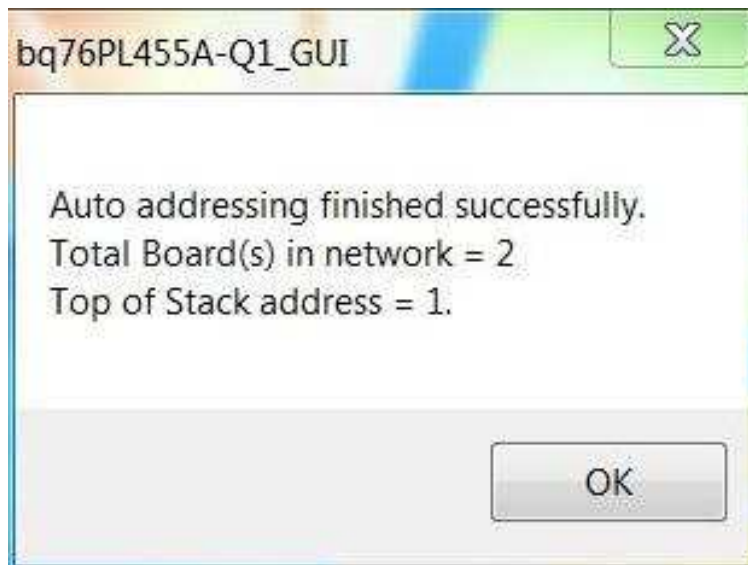 bq76PL455A-Q1_GUI
Auto addressing finished successfully.
Total Board(s) in network = 2
Top of Stack address = 1.
OK